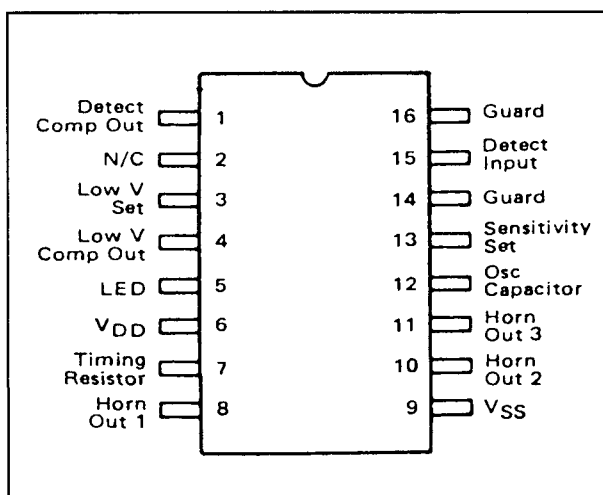 Detect
Comp Out
1
N/C
2
Low V
Set
3
Low V
Comp Out
4
LED
5
VDD
6
Timing
Resistor
7
Horn
Out 1
8
16
Guard
15
Detect
Input
14
Guard
13
Sensitivity
Set
12
Osc
Capacitor
11
Horn
Out 3
10
Horn
Out 2
9
VSS